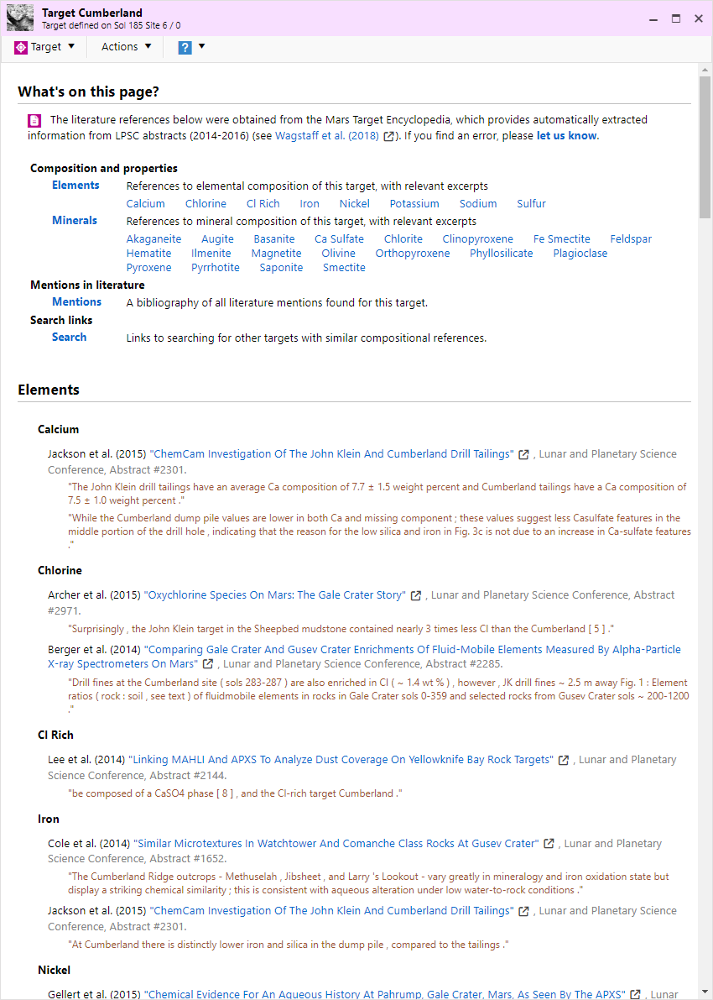 Target Cumberland
Target defined on Sol 185 Site 6 / 0
Target Actions ?
What's on this page?
The literature references below were obtained from the Mars Target Encyclopedia, which provides automatically extracted
information from LPSC abstracts (2014-2016) (see Wagstaff et al. (2018) ). If you find an error, please let us know.
Composition and properties
Elements References to elemental composition of this target, with relevant excerpts
Calcium Chlorine Cl Rich Iron Nickel Potassium Sodium Sulfur
Minerals References to mineral composition of this target, with relevant excerpts
Akaganeite Augite Basanite Ca Sulfate Chlorite Clinopyroxene Fe Smectite Feldspar
Hematite Ilmenite Magnetite Olivine Orthopyroxene Phyllosilicate Plagioclase
Pyroxene Pyrrhotite Saponite Smectite
Mentions in literature
Mentions A bibliography of all literature mentions found for this target.
Search links
Search Links to searching for other targets with similar compositional references.
Elements
Calcium
Jackson et al. (2015) "ChemCam Investigation Of The John Klein And Cumberland Drill Tailings" , Lunar and Planetary Science
Conference, Abstract #2301.
"The John Klein drill tailings have an average Ca composition of 7.7 ± 1.5 weight percent and Cumberland tailings have a Ca composition of
7.5 ± 1.0 weight percent ."
"While the Cumberland dump pile values are lower in both Ca and missing component ; these values suggest less Casulfate features in the
middle portion of the drill hole , indicating that the reason for the low silica and iron in Fig. 3c is not due to an increase in Ca-sulfate features
."
Chlorine
Archer et al. (2015) "Oxychlorine Species On Mars: The Gale Crater Story" , Lunar and Planetary Science Conference, Abstract
#2971.
"Surprisingly , the John Klein target in the Sheepbed mudstone contained nearly 3 times less Cl than the Cumberland [ 5 ] ."
Berger et al. (2014) "Comparing Gale Crater And Gusev Crater Enrichments Of Fluid-Mobile Elements Measured By Alpha-Particle
X-ray Spectrometers On Mars" , Lunar and Planetary Science Conference, Abstract #2285.
"Drill fines at the Cumberland site ( sols 283-287 ) are also enriched in Cl ( ~ 1.4 wt % ) , however , JK drill fines ~ 2.5 m away Fig. 1 : Element
ratios ( rock : soil , see text ) of fluidmobile elements in rocks in Gale Crater sols 0-359 and selected rocks from Gusev Crater sols ~ 200-1200
."
Cl Rich
Lee et al. (2014) "Linking MAHLI And APXS To Analyze Dust Coverage On Yellowknife Bay Rock Targets" , Lunar and Planetary
Science Conference, Abstract #2144.
"be composed of a CaSO4 phase [ 8 ] , and the Cl-rich target Cumberland ."
Iron
Cole et al. (2014) "Similar Microtextures In Watchtower And Comanche Class Rocks At Gusev Crater" , Lunar and Planetary
Science Conference, Abstract #1652.
"The Cumberland Ridge outcrops - Methuselah , Jibsheet , and Larry 's Lookout - vary greatly in mineralogy and iron oxidation state but
display a striking chemical similarity ; this is consistent with aqueous alteration under low water-to-rock conditions ."
Jackson et al. (2015) "ChemCam Investigation Of The John Klein And Cumberland Drill Tailings" , Lunar and Planetary Science
Conference, Abstract #2301.
"At Cumberland there is distinctly lower iron and silica in the dump pile , compared to the tailings ."
Nickel
Gellert et al. (2015) "Chemical Evidence For An Aqueous History At Pahrump, Gale Crater, Mars, As Seen By The APXS" , Lunar